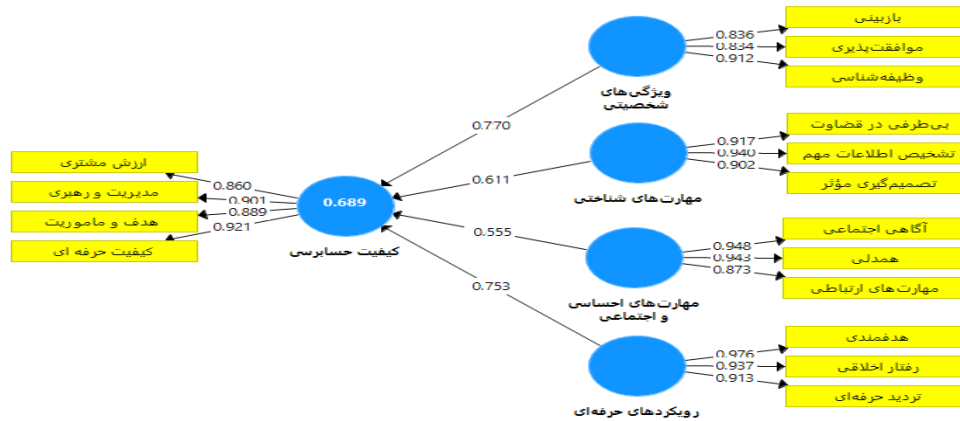 بازبینی
0.836
موافقت‌پذیری
0.834
وظیفه‌شناسی
0.912
ویژگی‌های
شخصیتی
0.770
بی‌طرفی در قضاوت
0.917
تشخیص اطلاعات مهم
0.940
تصمیم‌گیری مؤثر
0.902
مهارت‌های شناختی
0.611
ارزش مشتری
0.860
مدیریت و رهبری
0.901
هدف و ماموریت
0.889
کیفیت حرفه ای
0.921
0.689
کیفیت حسابرسی
آگاهی اجتماعی
0.948
همدلی
0.943
مهارت‌های ارتباطی
0.873
مهارت‌های احساسی
و اجتماعی
0.555
هدفمندی
0.976
رفتار اخلاقی
0.937
تردید حرفه‌ای
0.913
رویکردهای حرفه‌ای
0.753